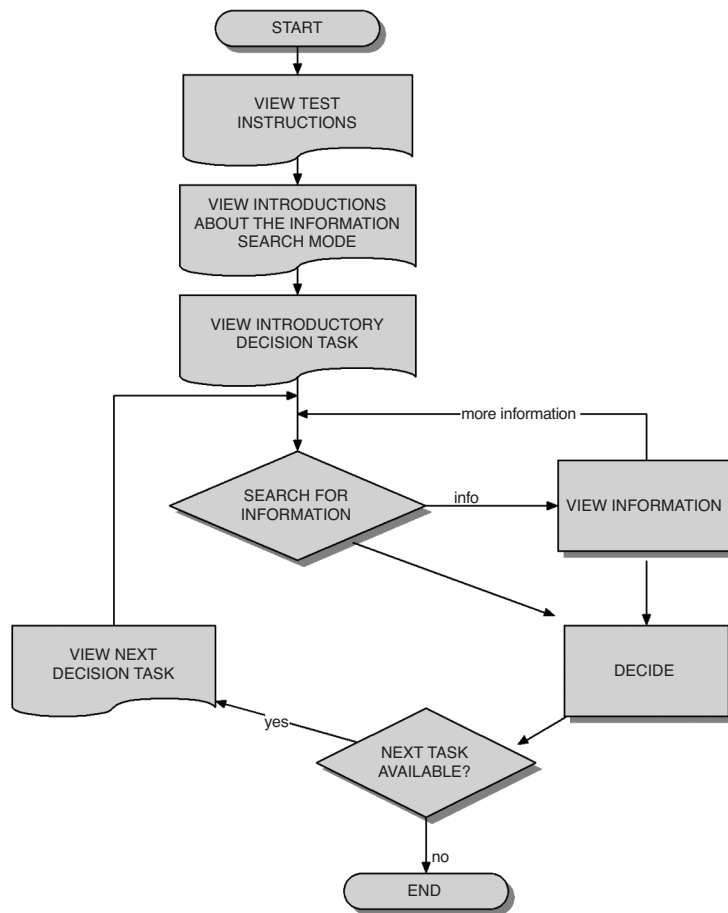 START
VIEW TEST
INSTRUCTIONS
VIEW INTRODUCTIONS
ABOUT THE INFORMATION
SEARCH MODE
VIEW INTRODUCTORY
DECISION TASK
more information
SEARCH FOR
INFORMATION
info
VIEW INFORMATION
VIEW NEXT
DECISION TASK
DECIDE
yes
NEXT TASK
AVAILABLE?
no
END